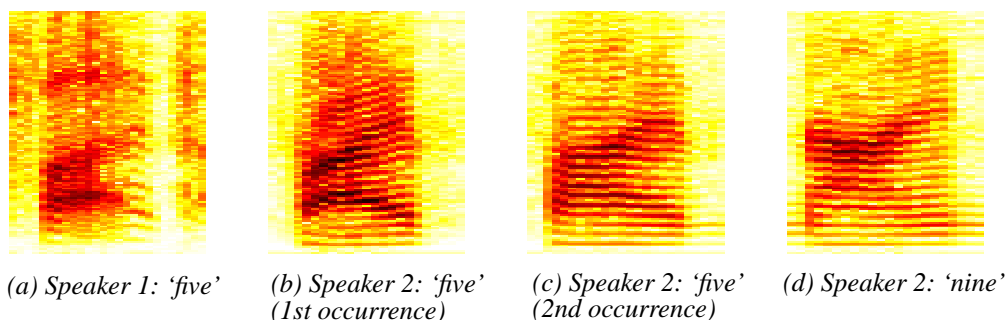 (a) Speaker 1: ‘five’
(b) Speaker 2: ‘five’
(1st occurrence)
(c) Speaker 2: ‘five’
(2nd occurrence)
(d) Speaker 2: ‘nine’